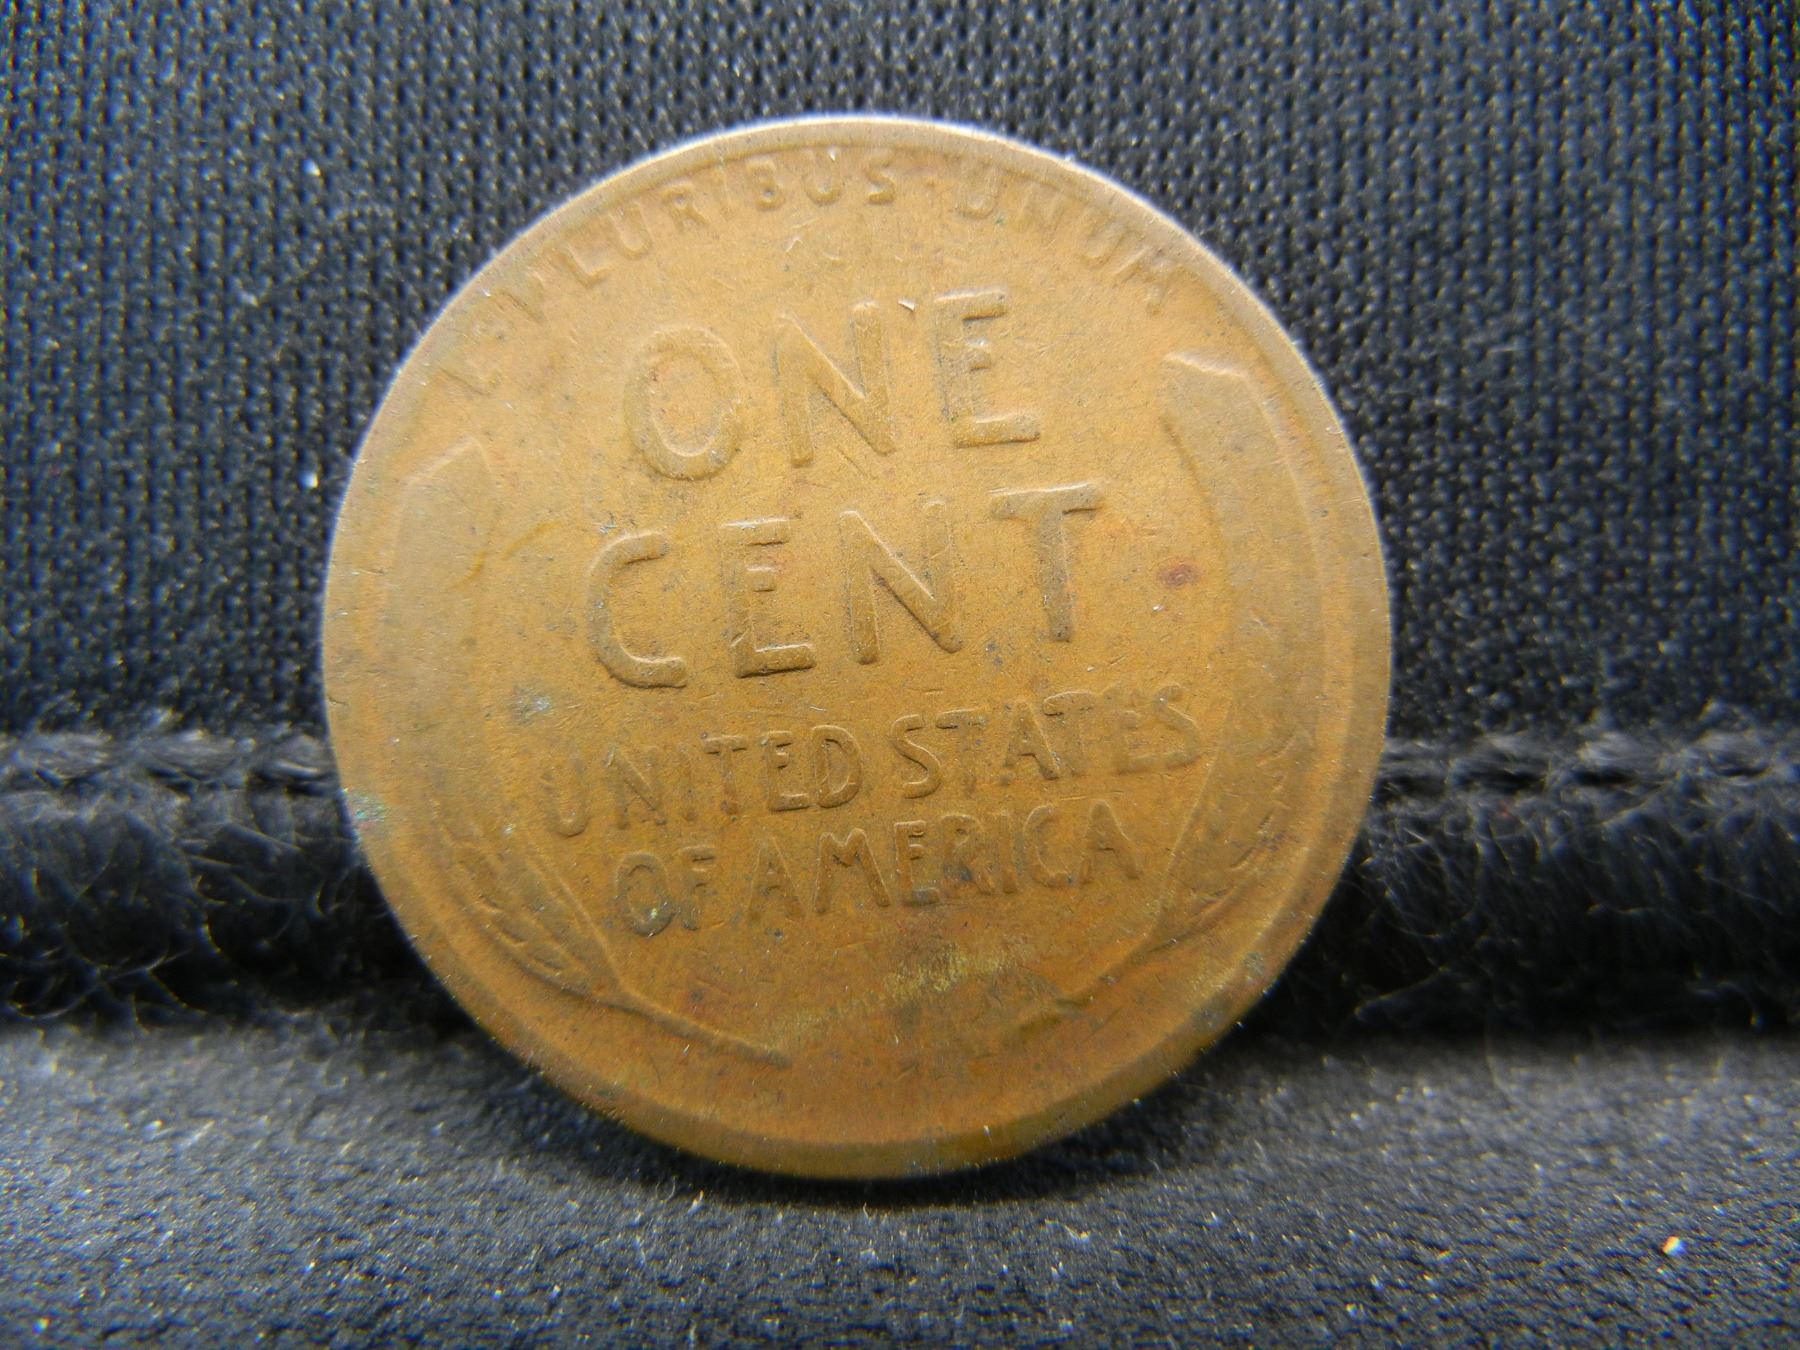 E·PLURIBUS·UNUM
ONE
CENT
UNITED STATES
OF AMERICA